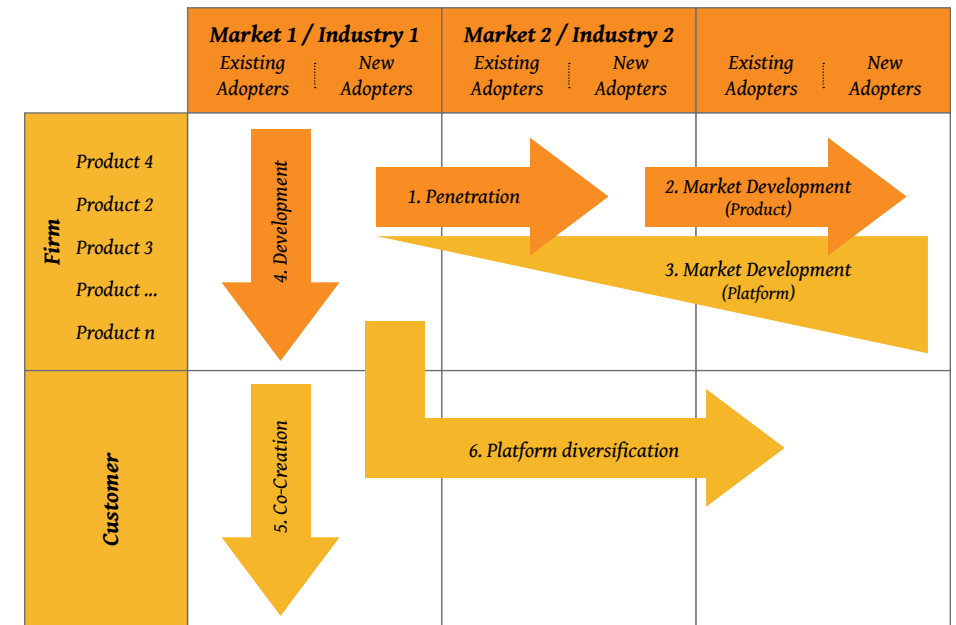 Market 1 / Industry 1
Existing
Adopters
New
Adopters
Market 2 / Industry 2
Existing
Adopters
New
Adopters
Existing
Adopters
New
Adopters
Firm
Product 4
Product 2
Product 3
Product ...
Product n
4. Development
1. Penetration
2. Market Development
(Product)
3. Market Development
(Platform)
Customer
5. Co-Creation
6. Platform diversification